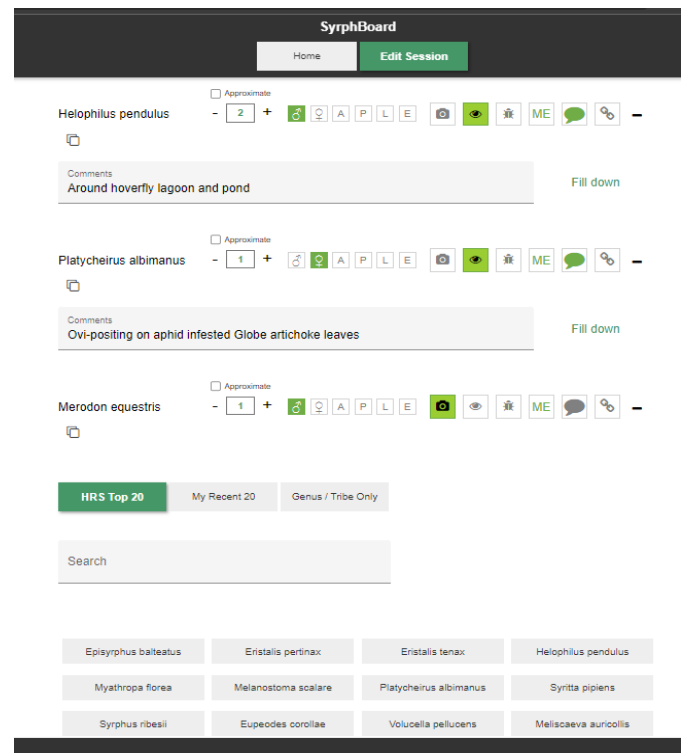 SyrphBoard
Home Edit Session
Approximate
Helophilus pendulus - 2 + ♂ ♀ A P L E ME −
Comments
Around hoverfly lagoon and pond Fill down
Approximate
Platycheirus albimanus - 1 + ♂ ♀ A P L E ME −
Comments
Ovi-positing on aphid infested Globe artichoke leaves Fill down
Approximate
Merodon equestris - 1 + ♂ ♀ A P L E ME −
HRS Top 20 My Recent 20 Genus / Tribe Only
Search
Episyrphus balteatus Eristalis pertinax Eristalis tenax Helophilus pendulus
Myathropa florea Melanostoma scalare Platycheirus albimanus Syritta pipiens
Syrphus ribesii Eupeodes corollae Volucella pellucens Meliscaeva auricollis